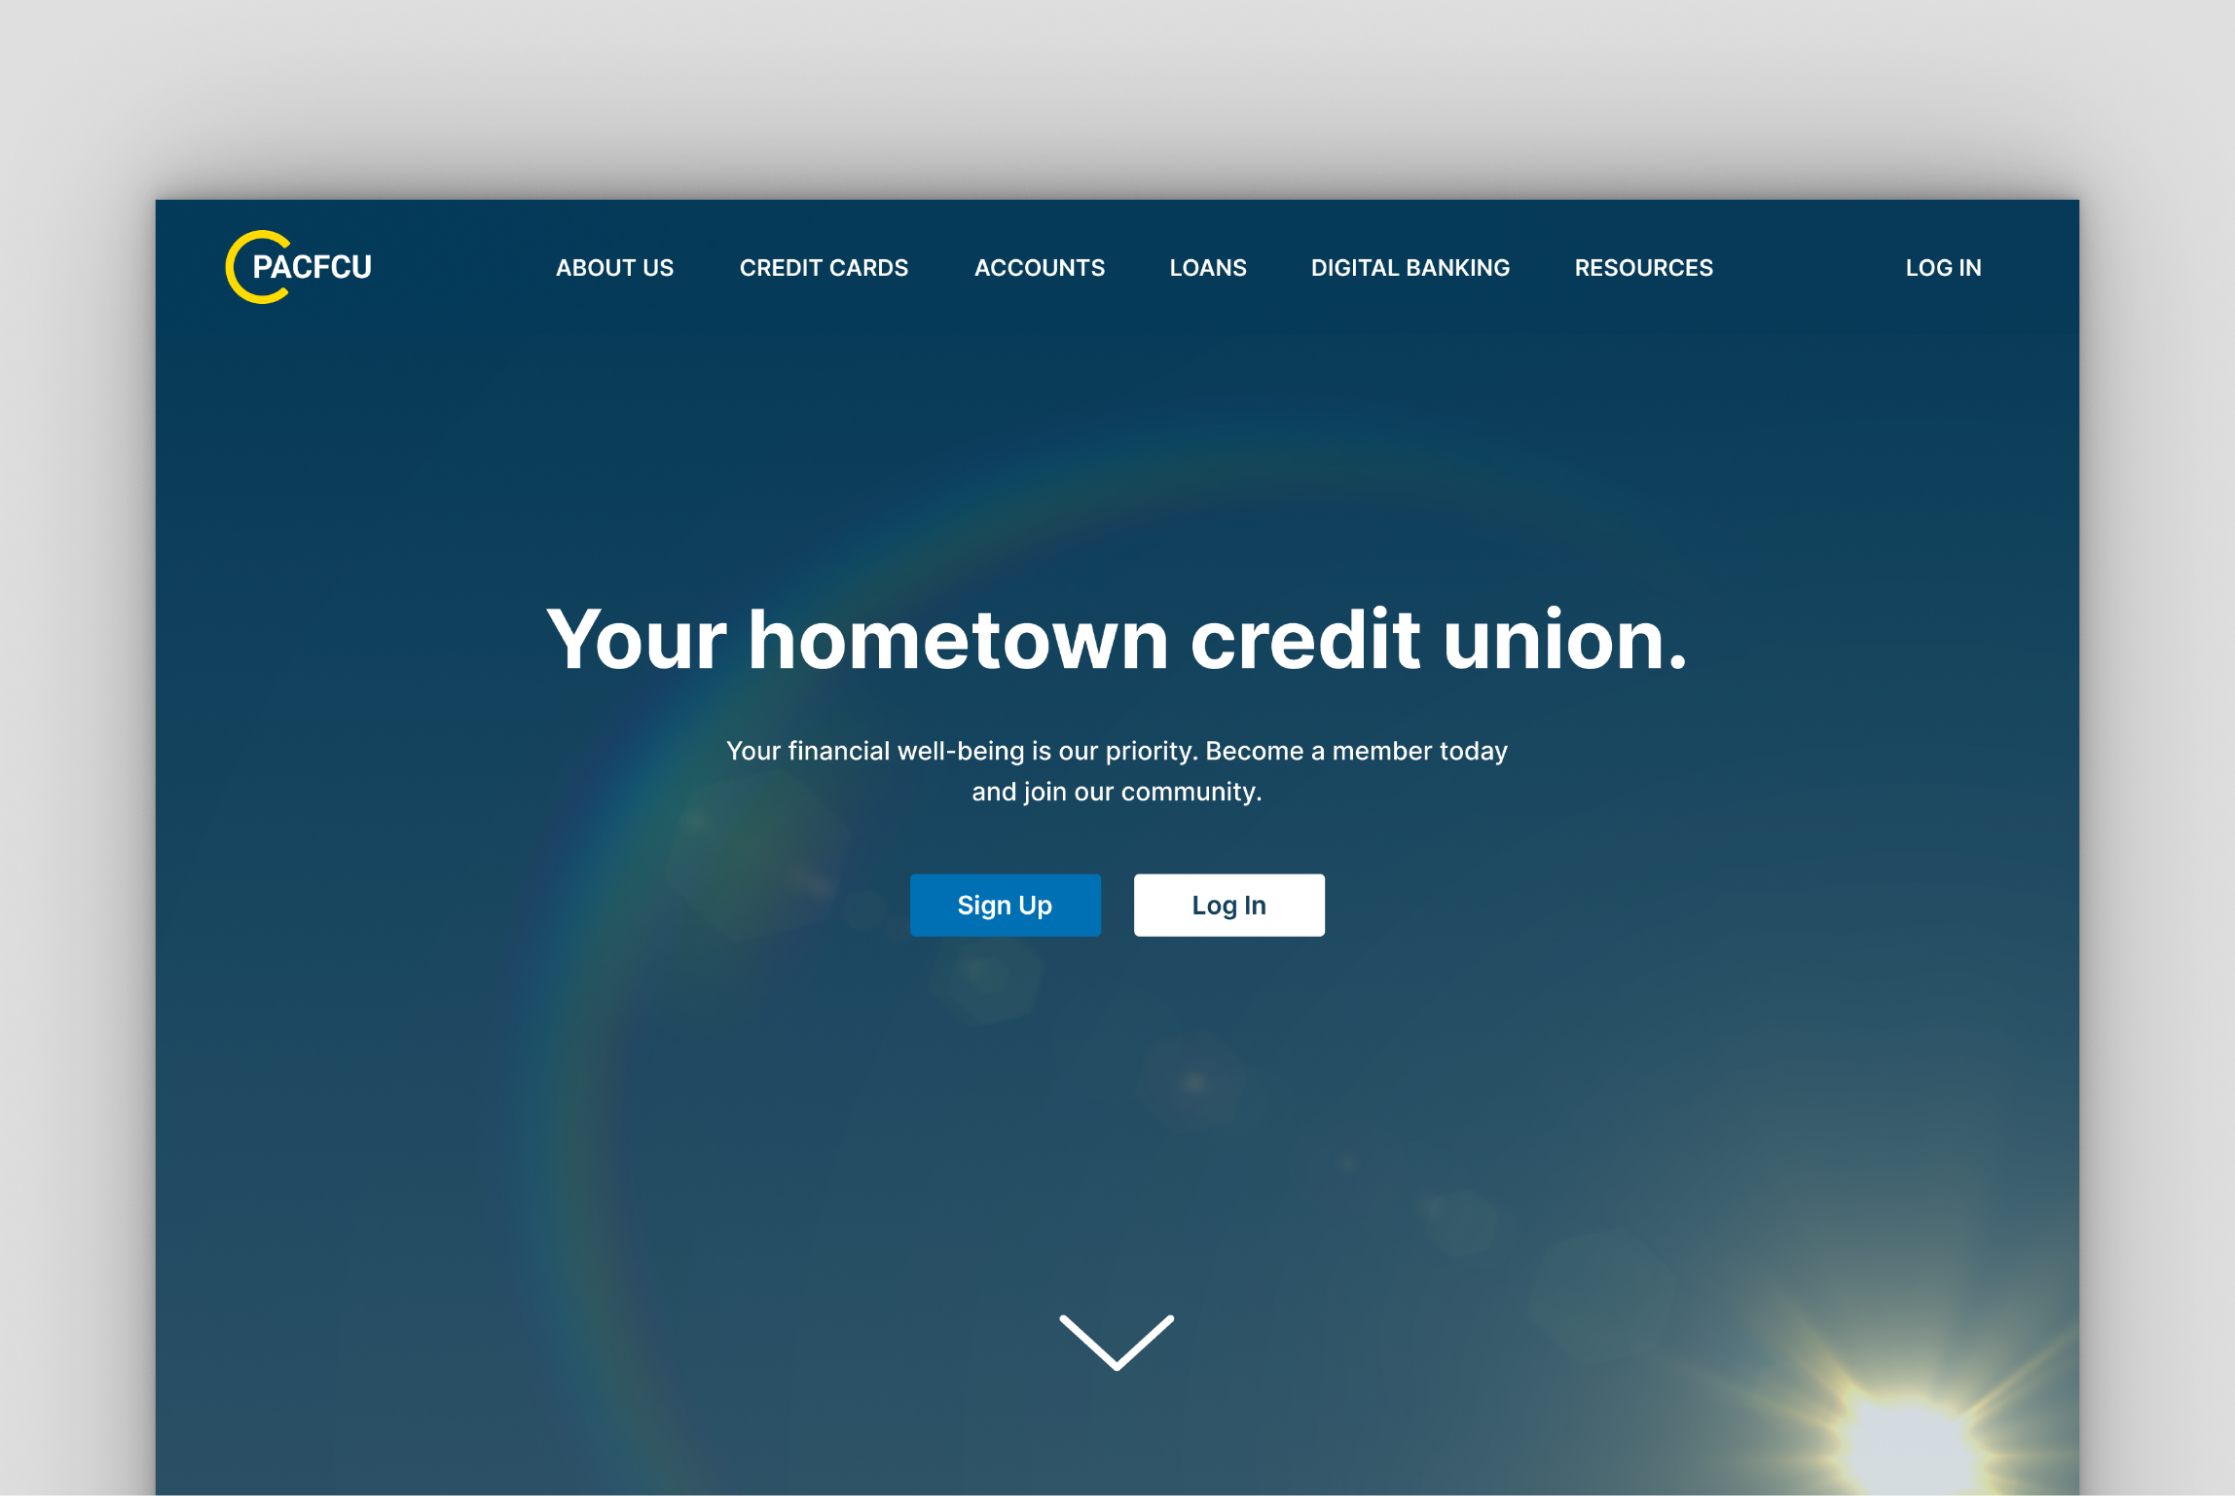 PACFCU
ABOUT US
CREDIT CARDS
ACCOUNTS
LOANS
DIGITAL BANKING
RESOURCES
LOG IN
Your hometown credit union.
Your financial well-being is our priority. Become a member today
and join our community.
Sign Up
Log In